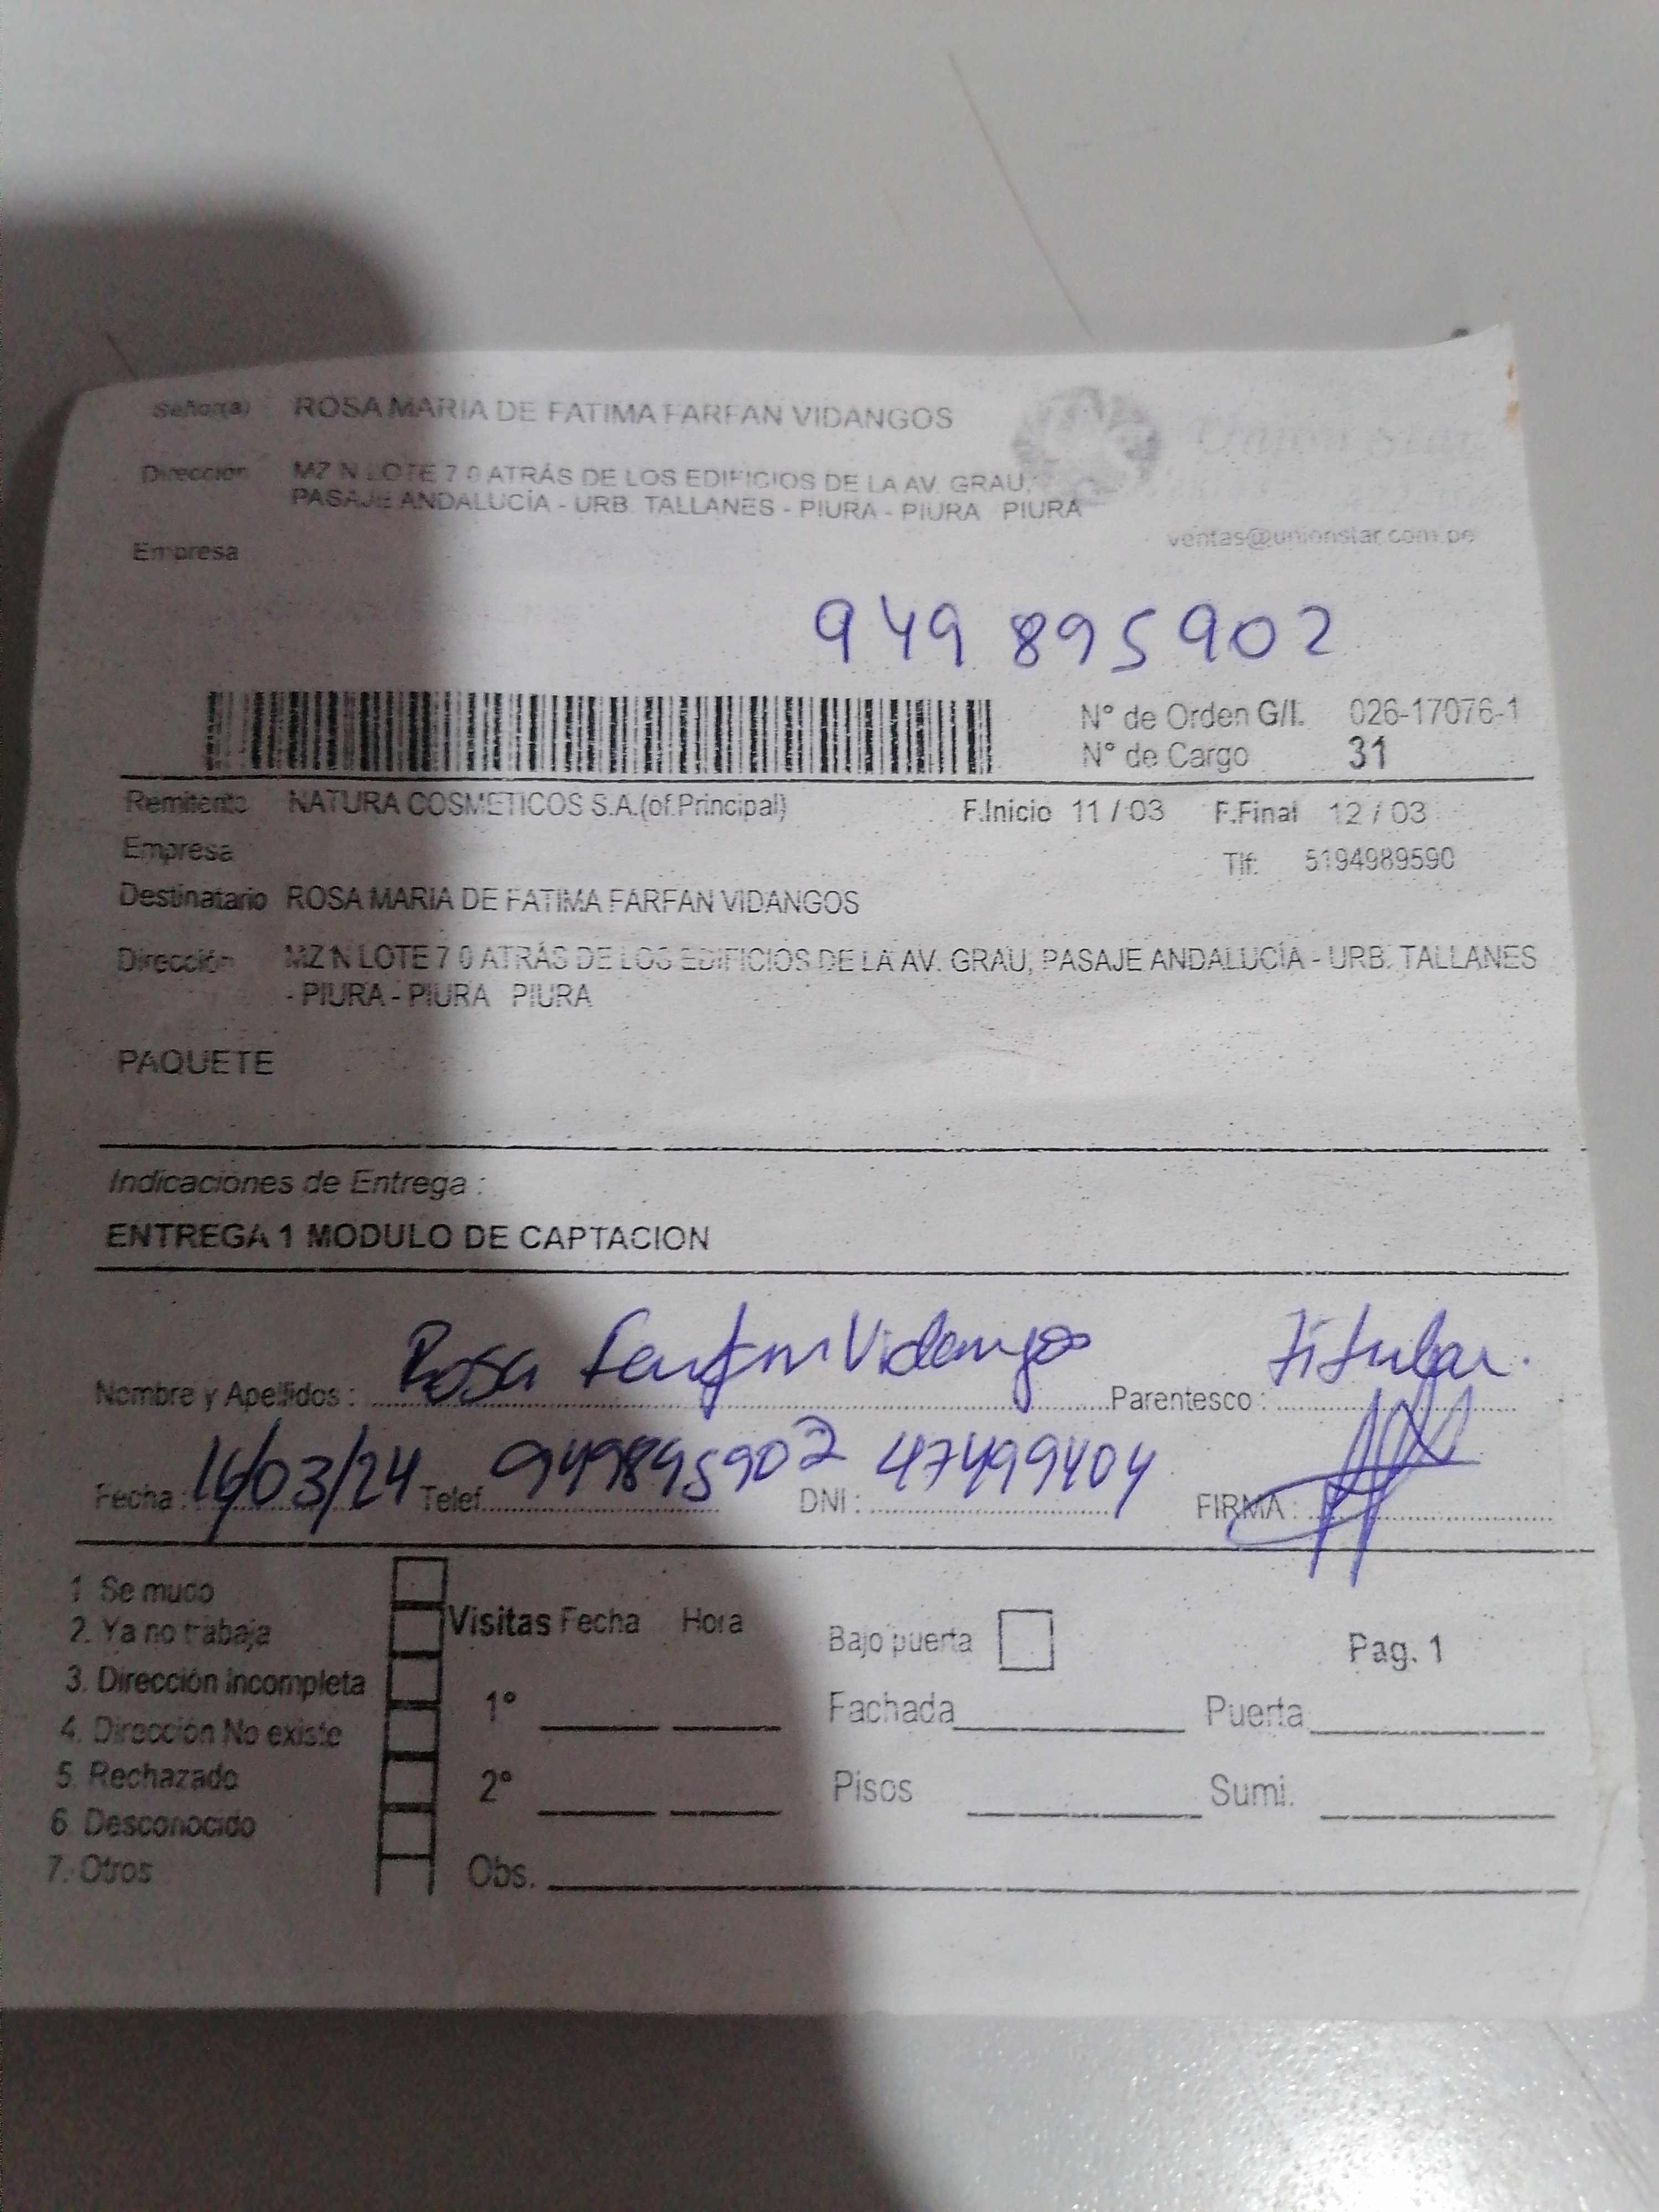 Señor(a) ROSA MARIA DE FATIMA FARFAN VIDANGOS
Union Star
Dirección MZ N LOTE 7 0 ATRÁS DE LOS EDIFICIOS DE LA AV. GRAU,
PASAJE ANDALUCÍA - URB. TALLANES - PIURA - PIURA PIURA
ventas@unionstar.com.pe
Empresa
949 895902
N° de Orden G/I. 026-17076-1
N° de Cargo 31
Remitente NATURA COSMETICOS S.A.(of.Principal) F.Inicio 11 / 03 F.Final 12 / 03
Empresa Tlf: 5194989590
Destinatario ROSA MARIA DE FATIMA FARFAN VIDANGOS
Dirección MZ N LOTE 7 0 ATRÁS DE LOS EDIFICIOS DE LA AV. GRAU, PASAJE ANDALUCÍA - URB. TALLANES
- PIURA - PIURA PIURA
PAQUETE
Indicaciones de Entrega :
ENTREGA 1 MODULO DE CAPTACION
Nombre y Apellidos : Rosa Farfan Vidangos Parentesco : Titular.
Fecha : /03/24 Telef. 949895902 DNI : 47499404 FIRMA :
1 Se mudo
2. Ya no trabaja
3. Dirección Incompleta
4. Dirección No existe
5. Rechazado
6. Desconocido
7. Otros
Visitas Fecha Hora
1°
2°
Obs.
Bajo puerta Pag. 1
Fachada Puerta
Pisos Sumi.